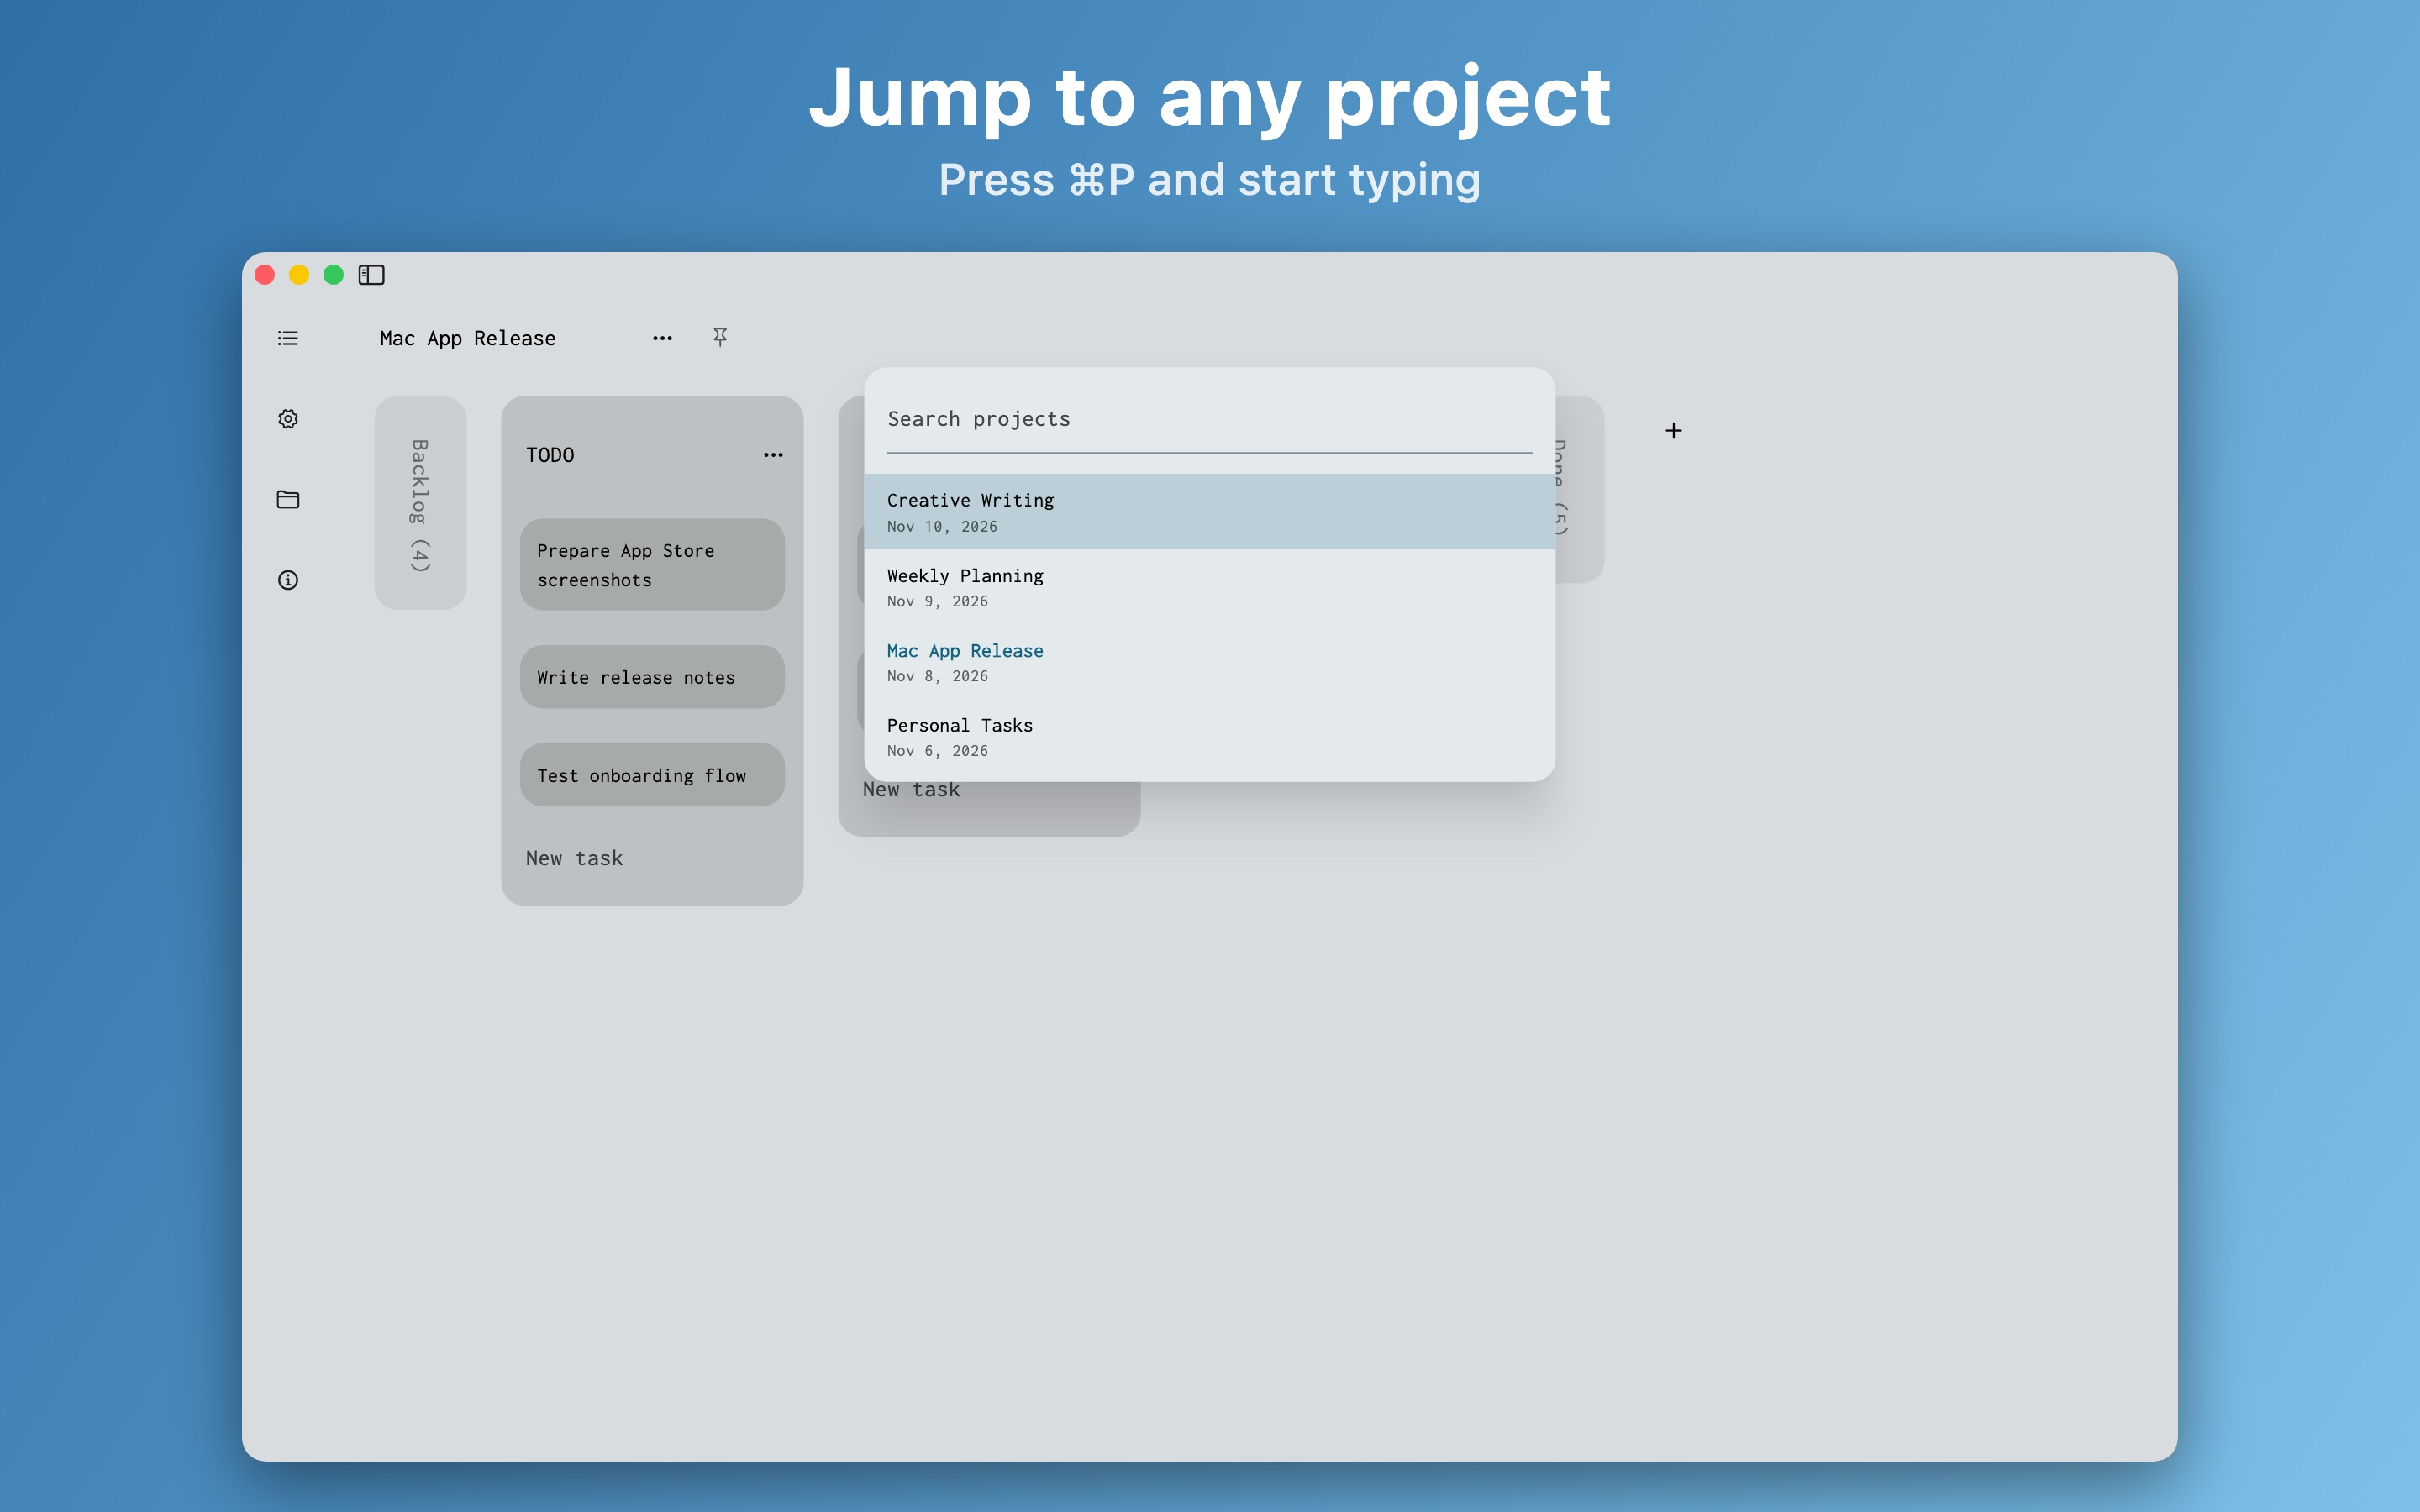 Jump to any project
Press ⌘P and start typing
Mac App Release
Backlog (4)
TODO
Prepare App Store
screenshots
Write release notes
Test onboarding flow
New task
New task
Search projects
Creative Writing
Nov 10, 2026
Weekly Planning
Nov 9, 2026
Mac App Release
Nov 8, 2026
Personal Tasks
Nov 6, 2026
Done (5)